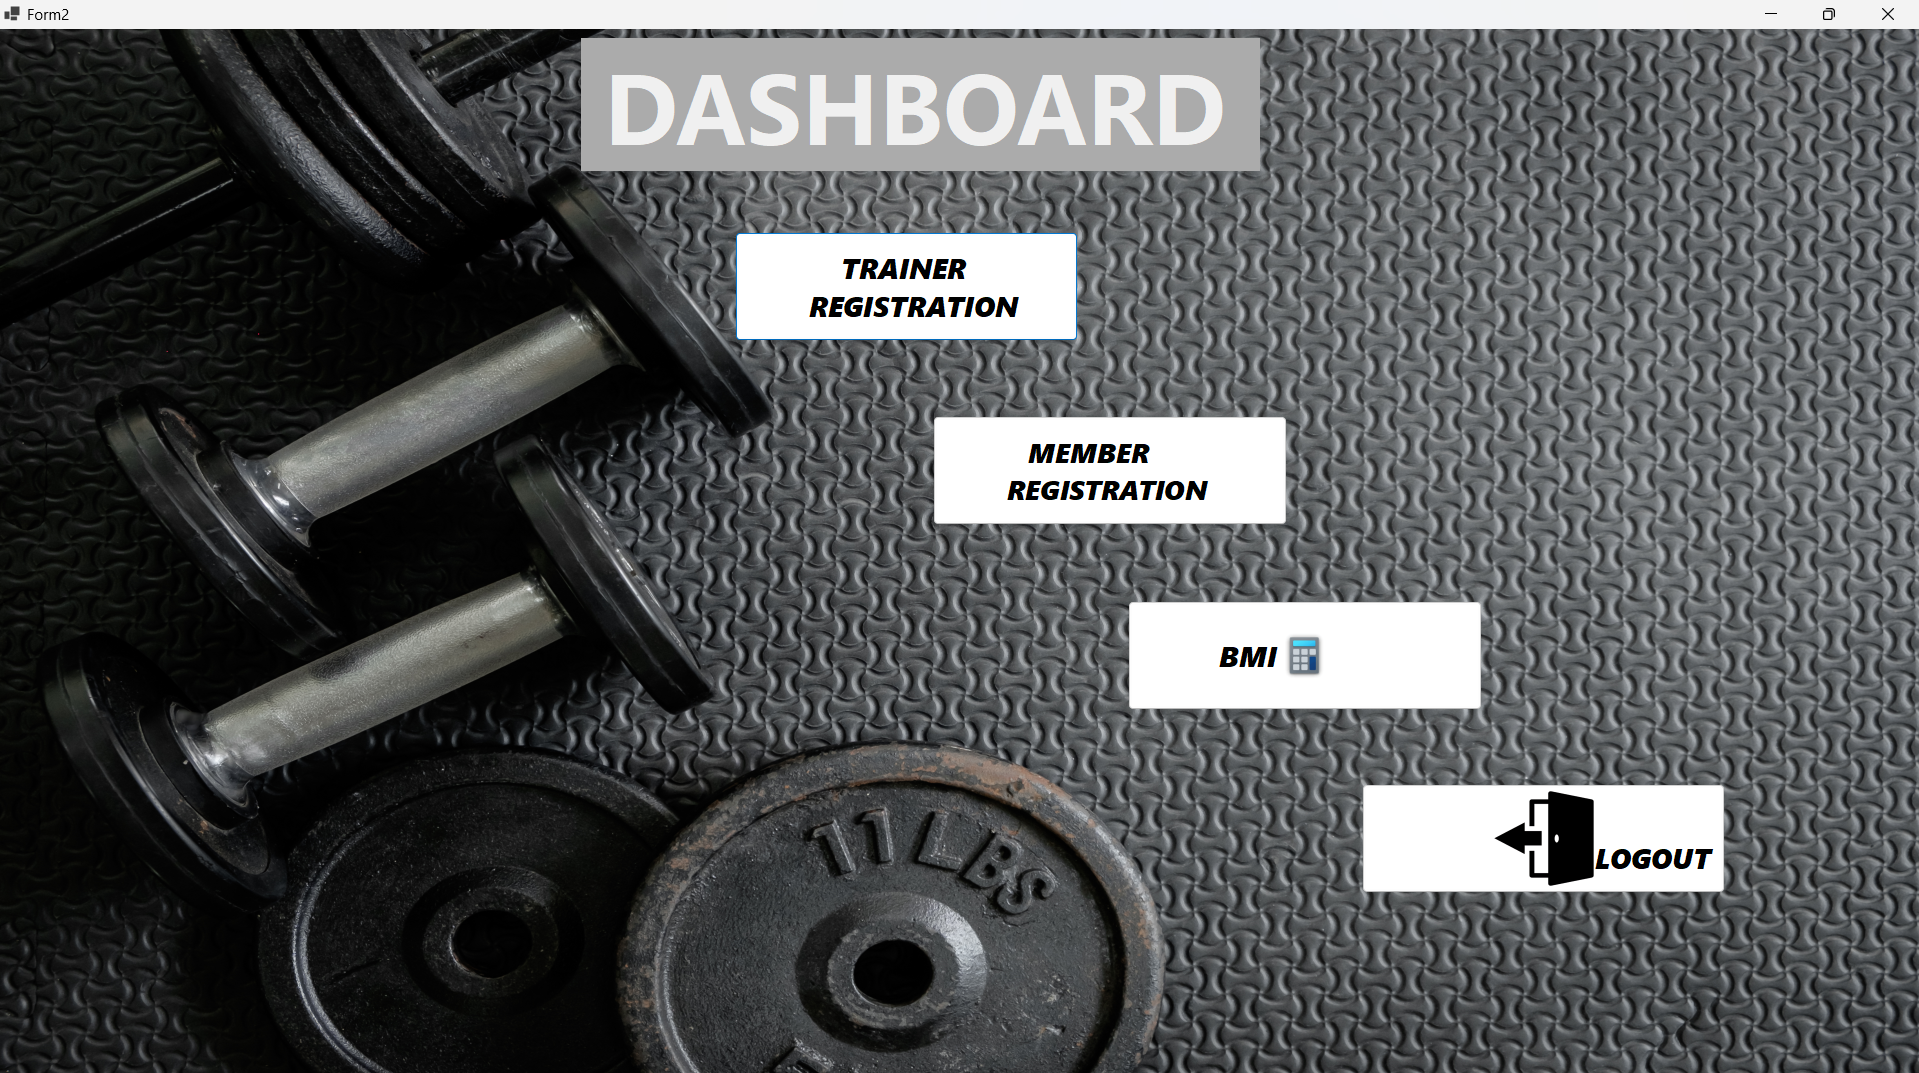 Form2
DASHBOARD
TRAINER
REGISTRATION
MEMBER
REGISTRATION
BMI
LOGOUT
11 LBS